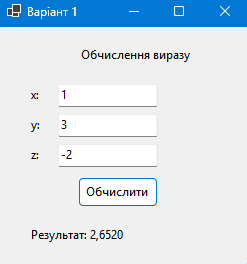 Варіант 1
Обчислення виразу
x: 1
y: 3
z: -2
Обчислити
Результат: 2,6520